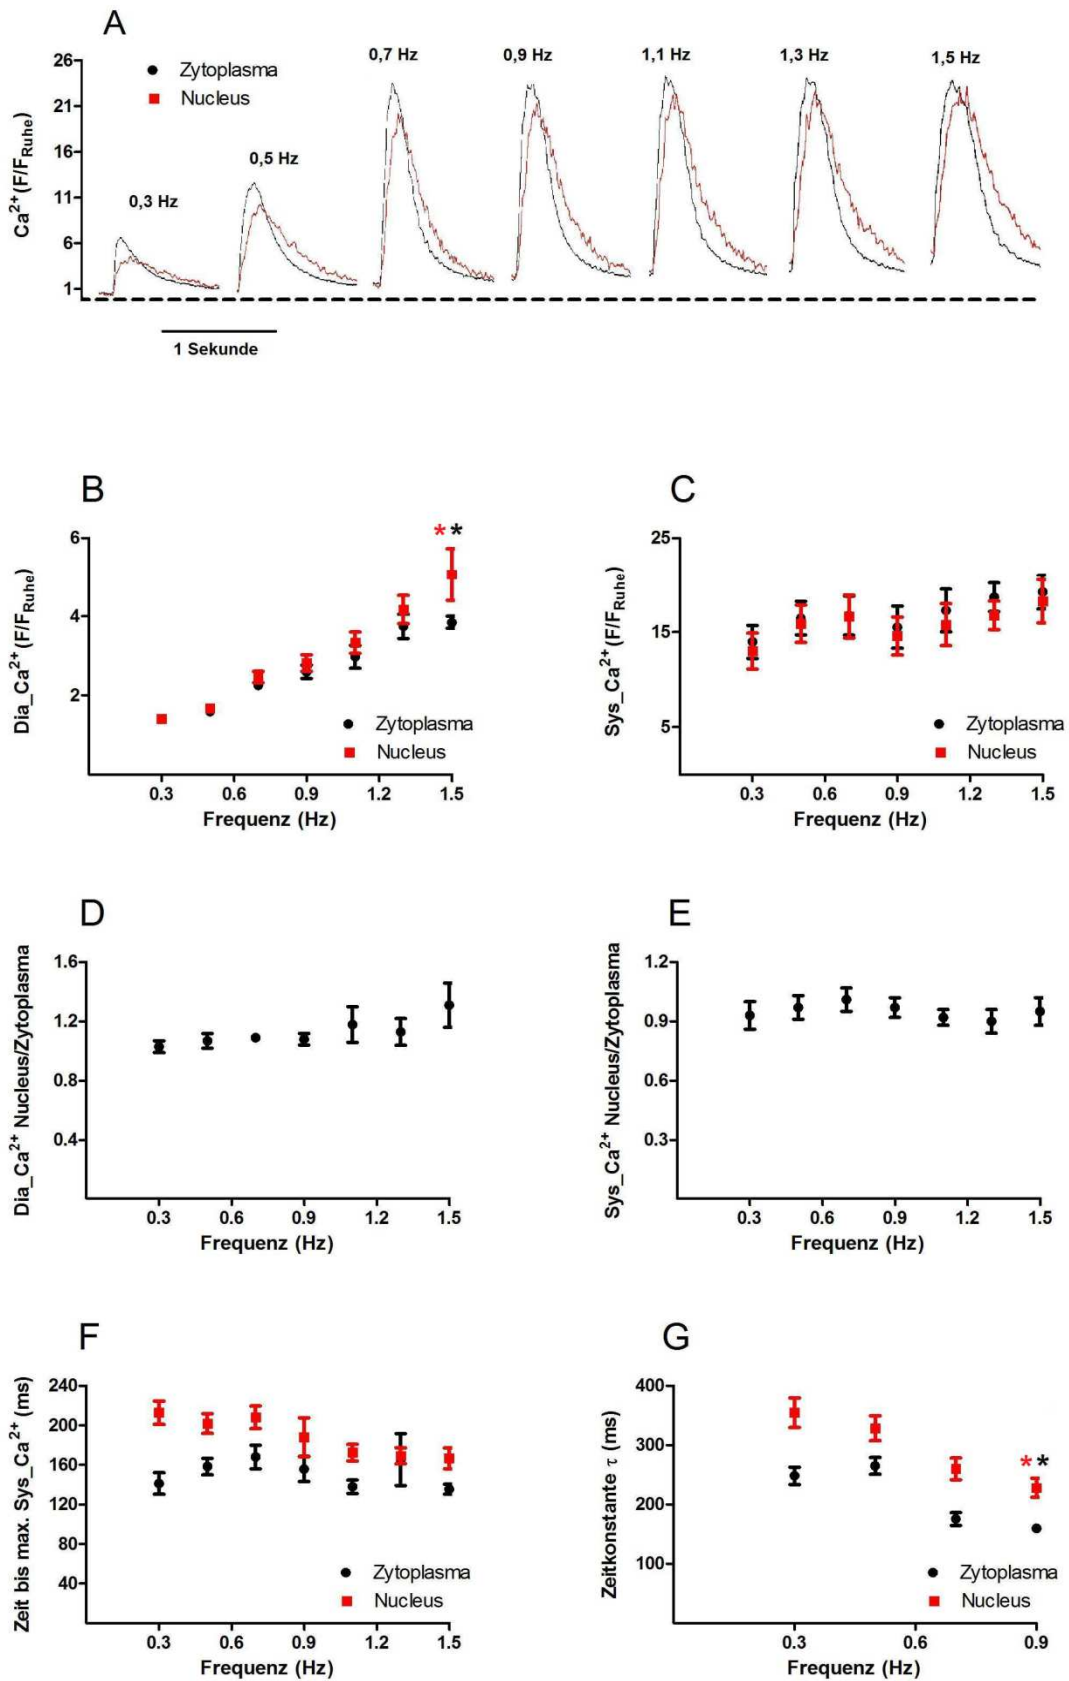 A
0,7 Hz 0,9 Hz 1,1 Hz 1,3 Hz 1,5 Hz
Ca²⁺(F/F_Ruhe)
26
21
16
11
6
1
Zytoplasma
Nucleus
0,5 Hz
0,3 Hz
1 Sekunde
B
Dia_Ca²⁺ (F/F_Ruhe)
6
4
2
* *
Zytoplasma
Nucleus
0.3 0.6 0.9 1.2 1.5
Frequenz (Hz)
C
Sys_Ca²⁺ (F/F_Ruhe)
25
15
5
Zytoplasma
Nucleus
0.3 0.6 0.9 1.2 1.5
Frequenz (Hz)
D
Dia_Ca²⁺ Nucleus/Zytoplasma
1.6
1.2
0.8
0.4
0.3 0.6 0.9 1.2 1.5
Frequenz (Hz)
E
Sys_Ca²⁺ Nucleus/Zytoplasma
1.2
0.9
0.6
0.3
0.3 0.6 0.9 1.2 1.5
Frequenz (Hz)
F
Zeit bis max. Sys_Ca²⁺ (ms)
240
200
160
120
80
40
Zytoplasma
Nucleus
0.3 0.6 0.9 1.2 1.5
Frequenz (Hz)
G
Zeitkonstante τ (ms)
400
300
200
100
* *
Zytoplasma
Nucleus
0.3 0.6 0.9
Frequenz (Hz)